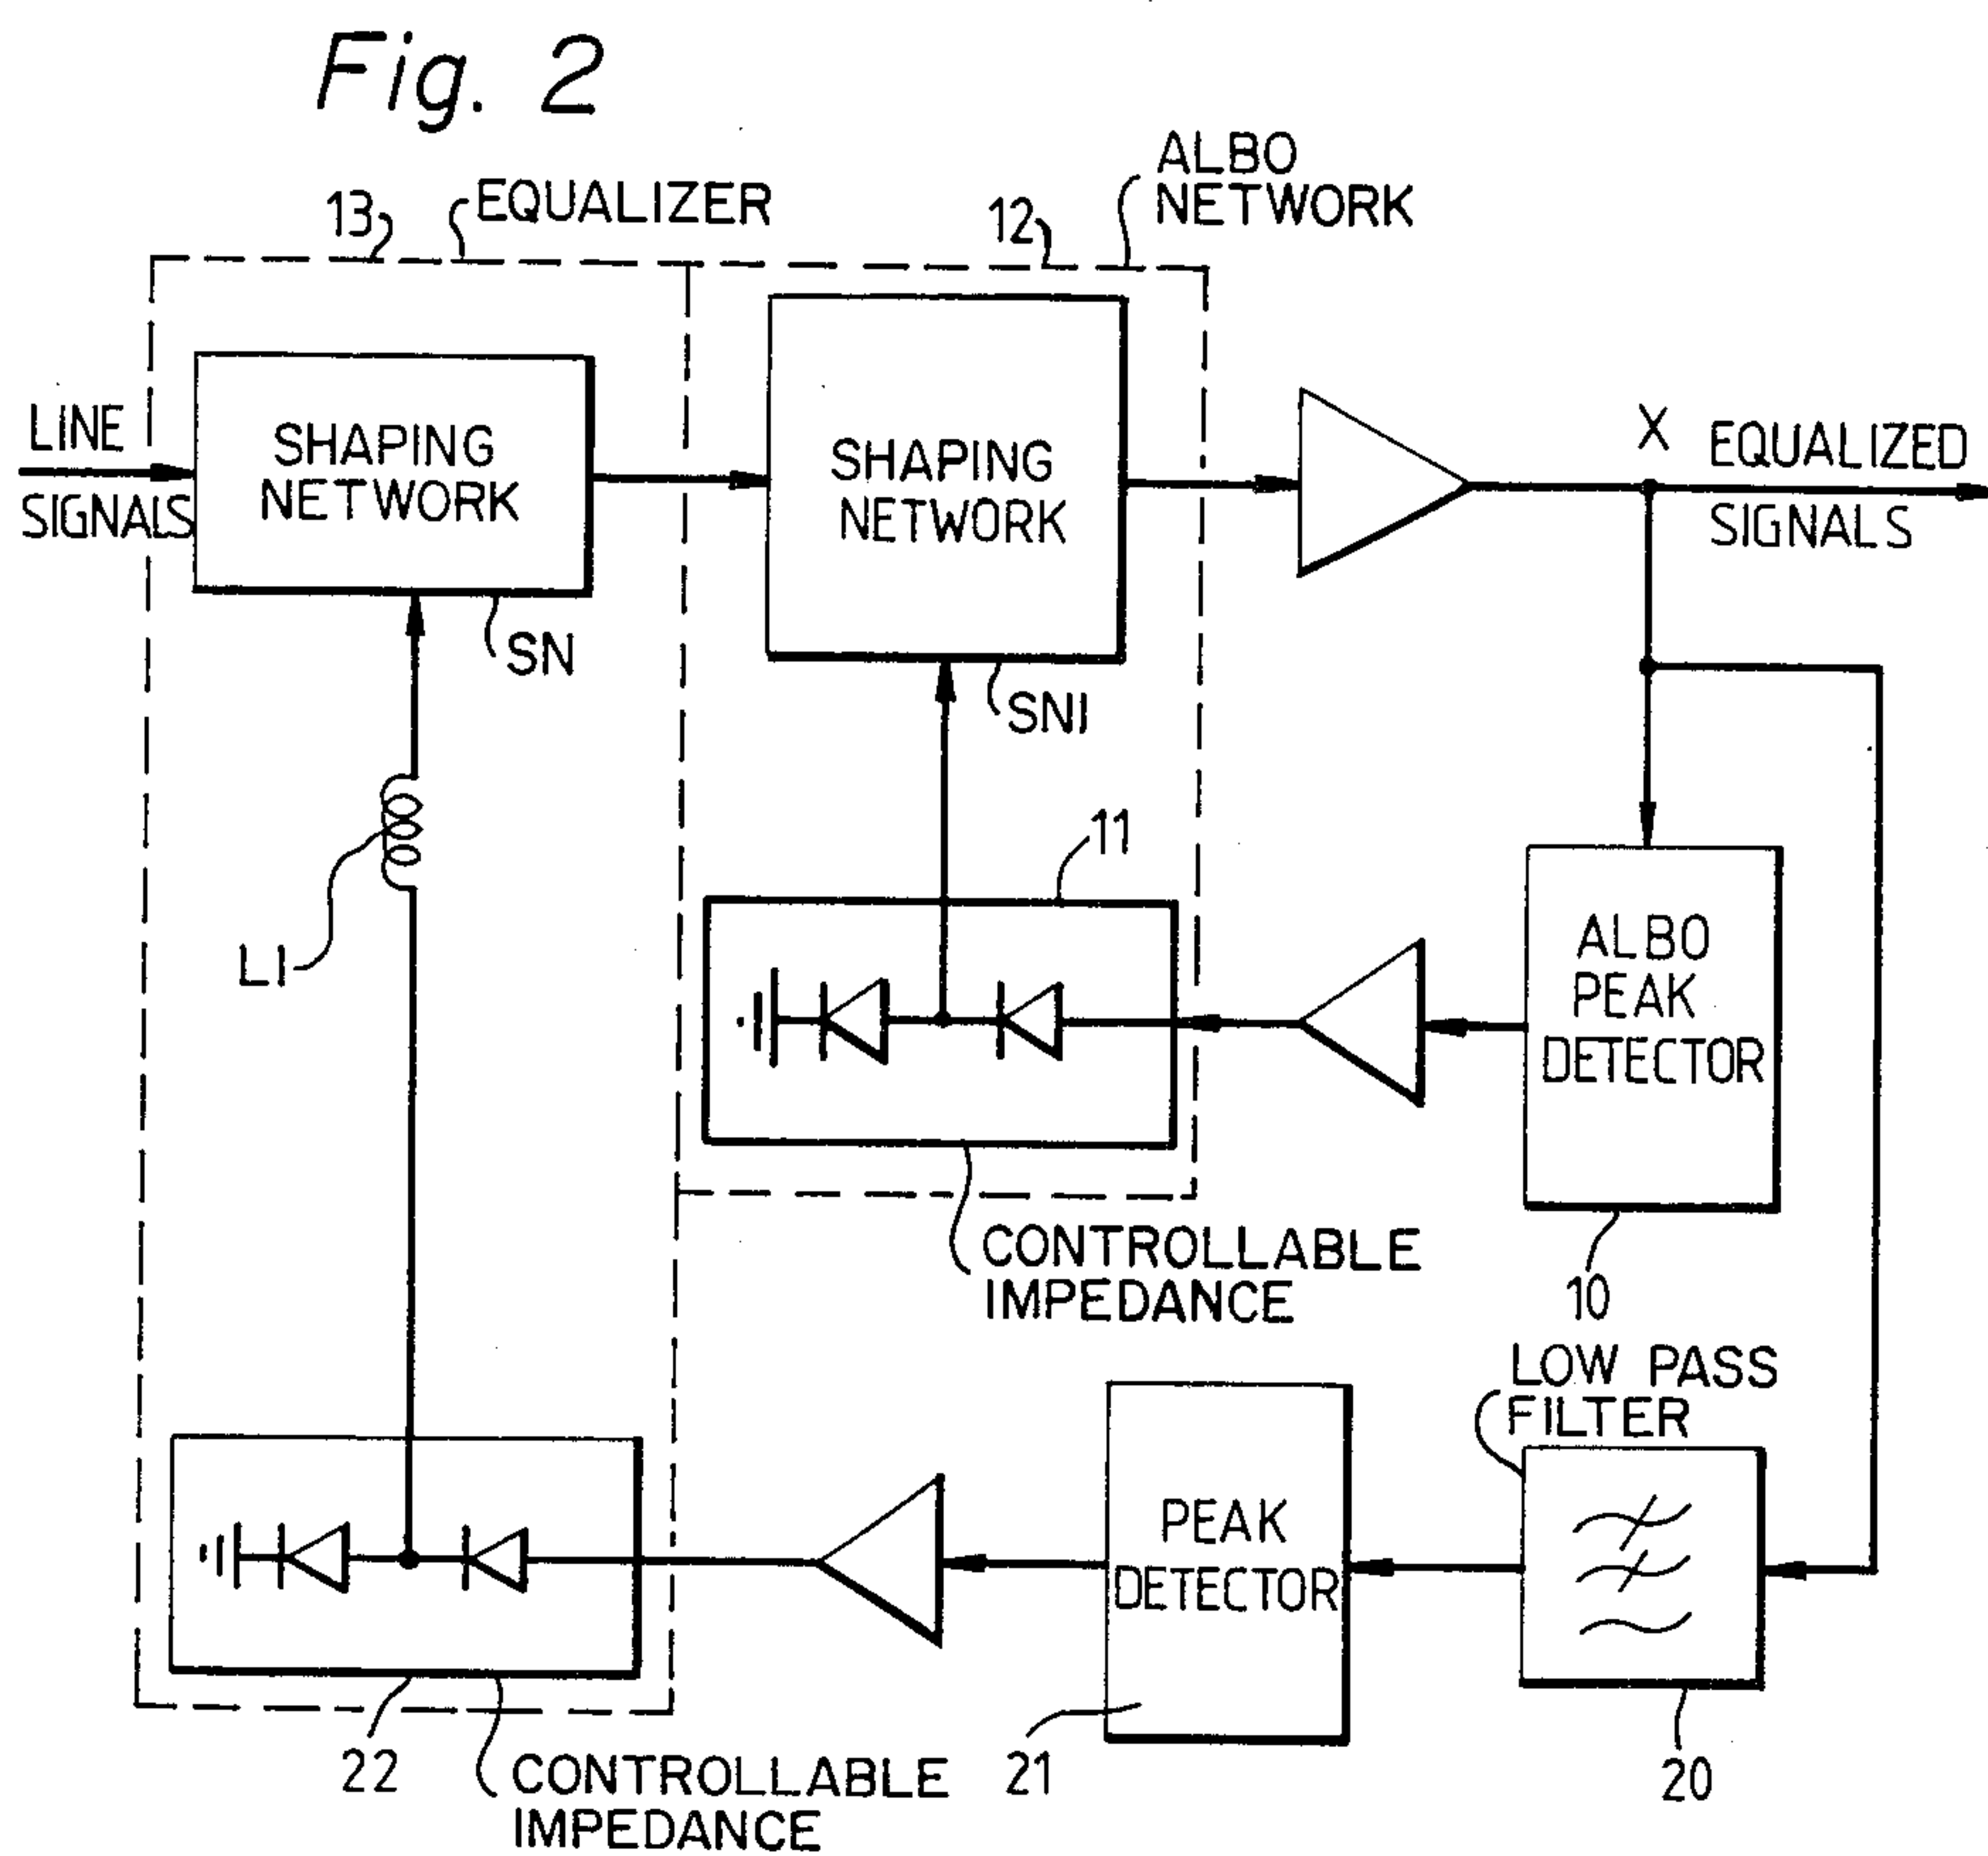 Fig. 2
ALBO
NETWORK
13
EQUALIZER
12
LINE
SIGNALS
SHAPING
NETWORK
SHAPING
NETWORK
X
EQUALIZED
SIGNALS
SN
SN1
11
L1
ALBO
PEAK
DETECTOR
CONTROLLABLE
IMPEDANCE
10
LOW PASS
FILTER
PEAK
DETECTOR
22
CONTROLLABLE
IMPEDANCE
21
20